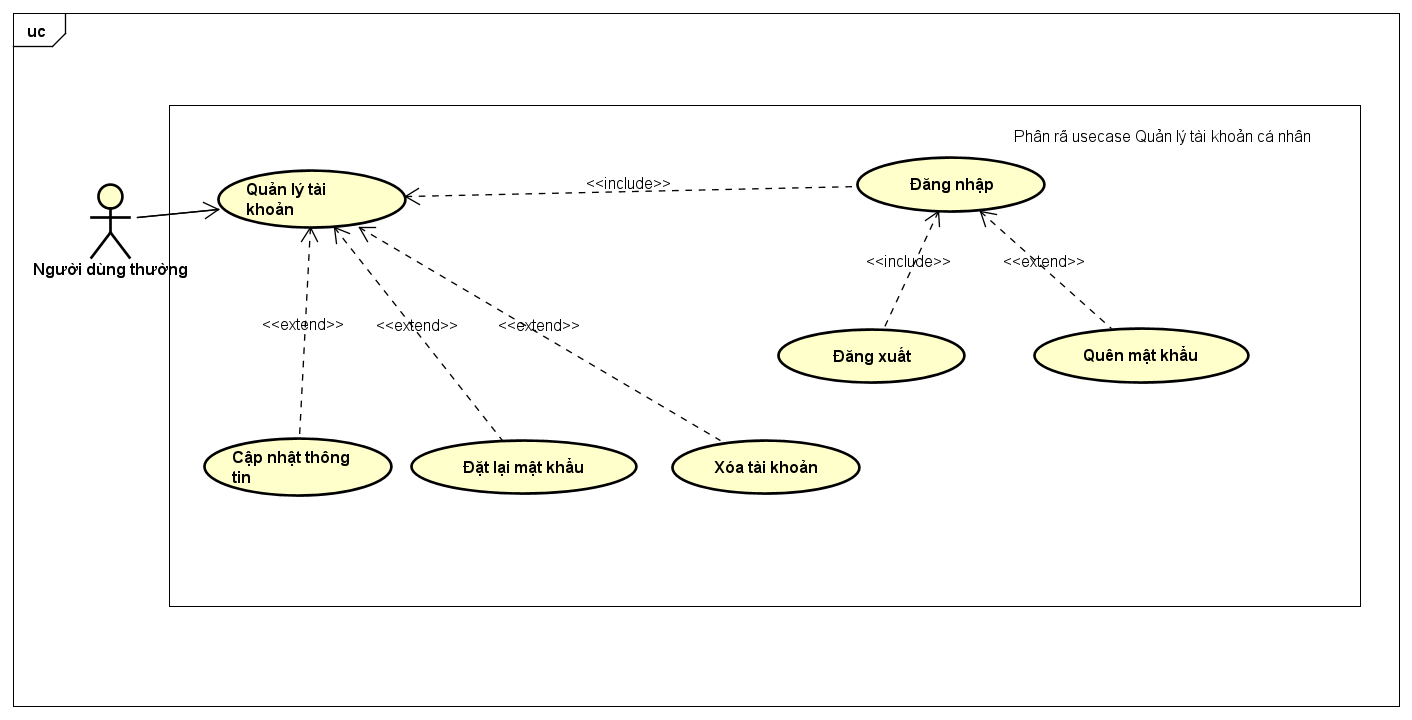 uc
Phân rã usecase Quản lý tài khoản cá nhân
Quản lý tài
khoản
<<include>>
Đăng nhập
Người dùng thường
<<include>>
<<extend>>
<<extend>>
<<extend>>
<<extend>>
Đăng xuất
Quên mật khẩu
Cập nhật thông
tin
Đặt lại mật khẩu
Xóa tài khoản